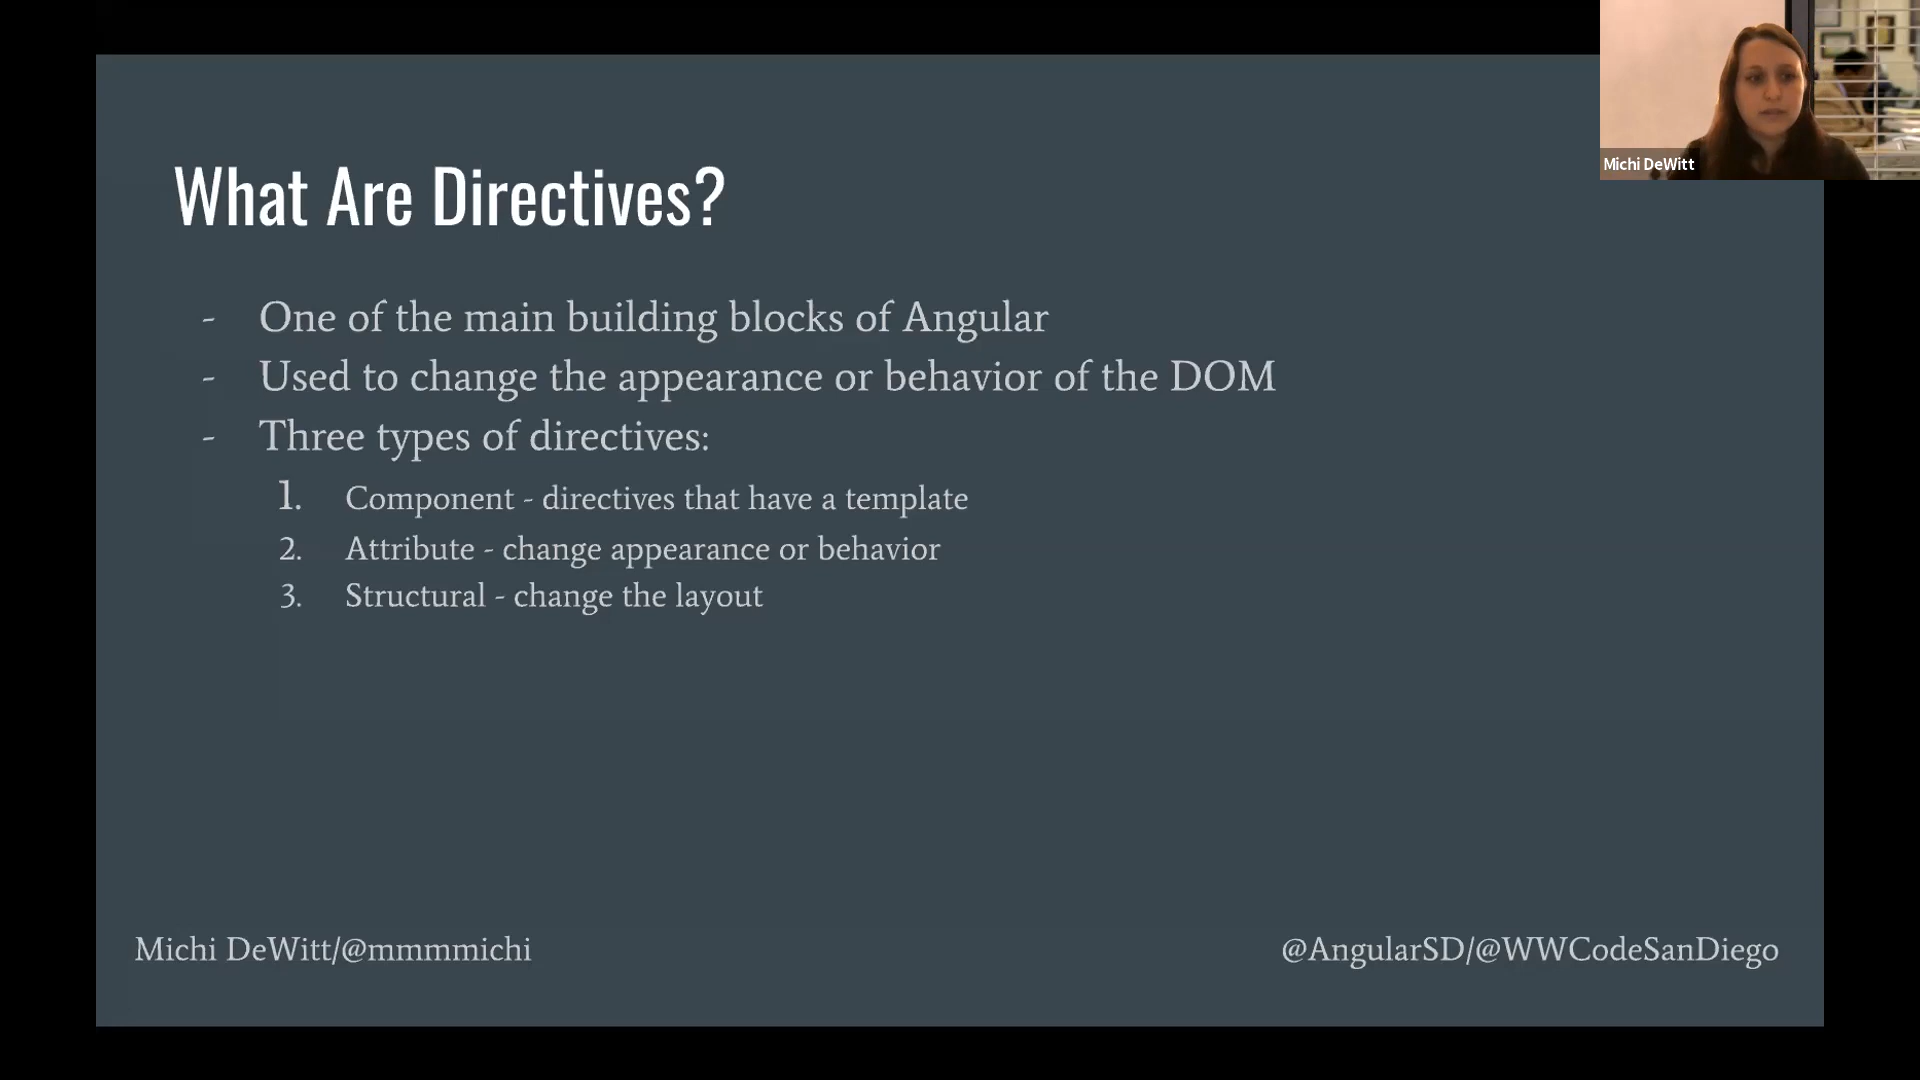 Michi DeWitt
What Are Directives?
- One of the main building blocks of Angular
- Used to change the appearance or behavior of the DOM
- Three types of directives:
1. Component - directives that have a template
2. Attribute - change appearance or behavior
3. Structural - change the layout
Michi DeWitt/@mmmmichi
@AngularSD/@WWCodeSanDiego